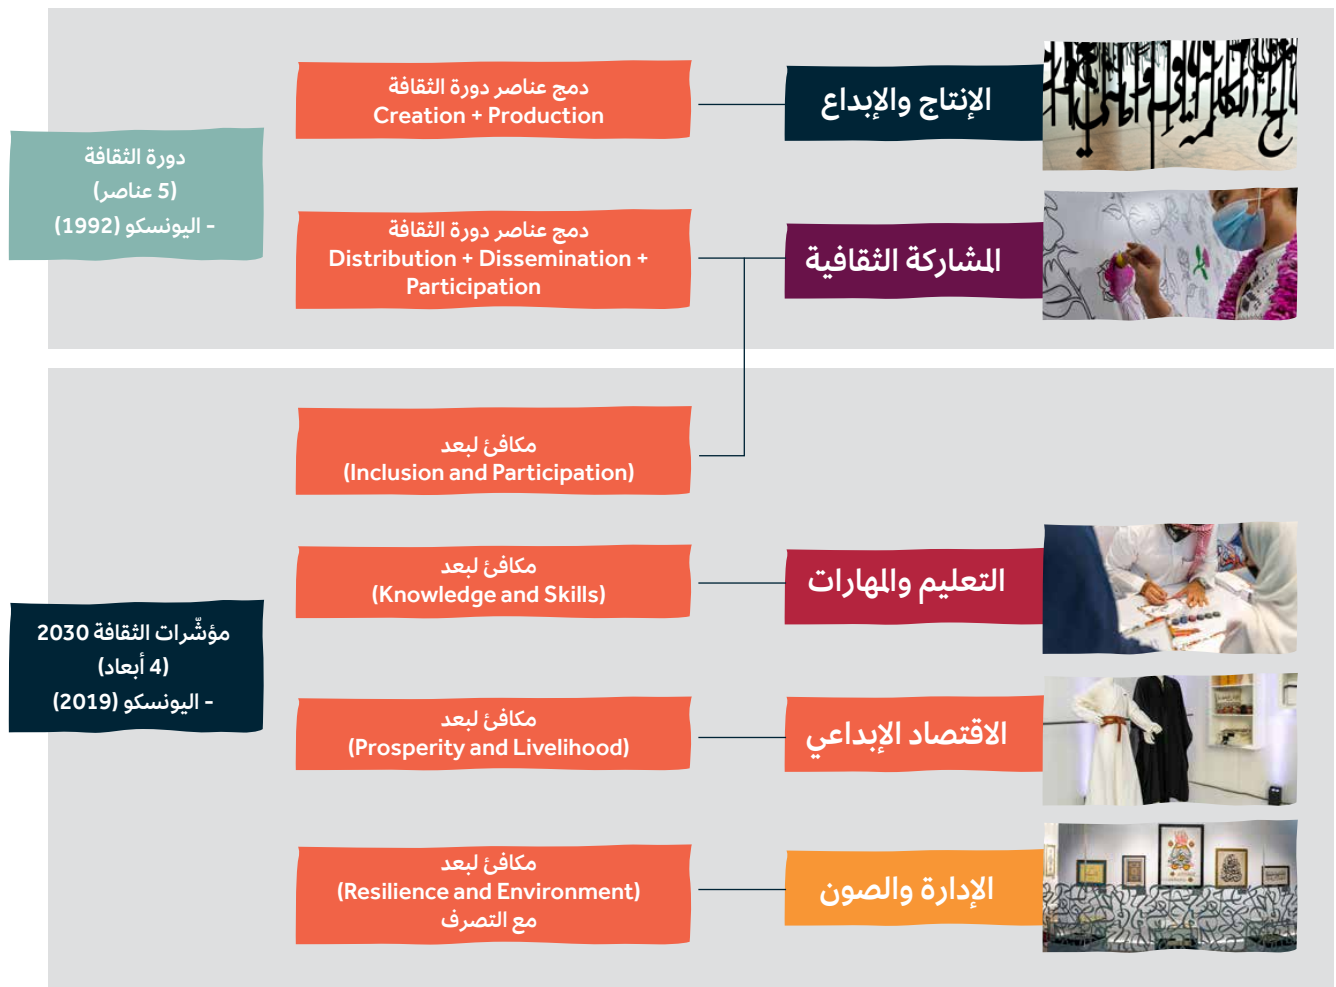 الإنتاج والإبداع
دمج عناصر دورة الثقافة
Creation + Production
دورة الثقافة
(5 عناصر)
- اليونسكو (1992)
المشاركة الثقافية
دمج عناصر دورة الثقافة
Distribution + Dissemination +
Participation
مكافئ لبعد
(Inclusion and Participation)
التعليم والمهارات
مكافئ لبعد
(Knowledge and Skills)
مؤشّرات الثقافة 2030
(4 أبعاد)
- اليونسكو (2019)
الاقتصاد الإبداعي
مكافئ لبعد
(Prosperity and Livelihood)
الإدارة والصون
مكافئ لبعد
(Resilience and Environment)
مع التصرف